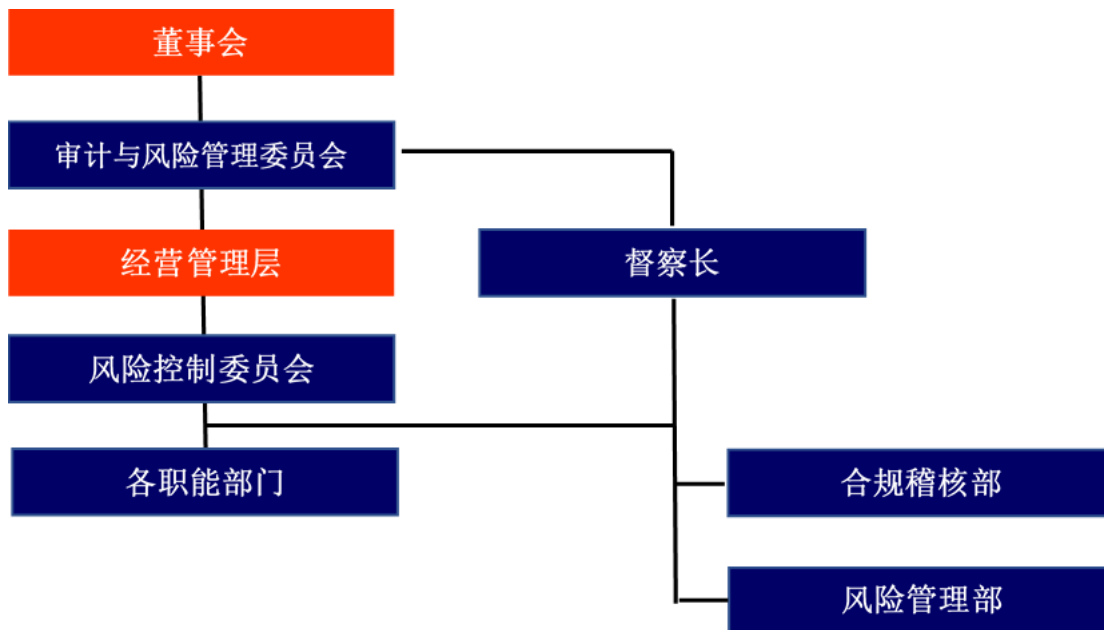 董事会
审计与风险管理委员会
经营管理层
督察长
风险控制委员会
各职能部门
合规稽核部
风险管理部